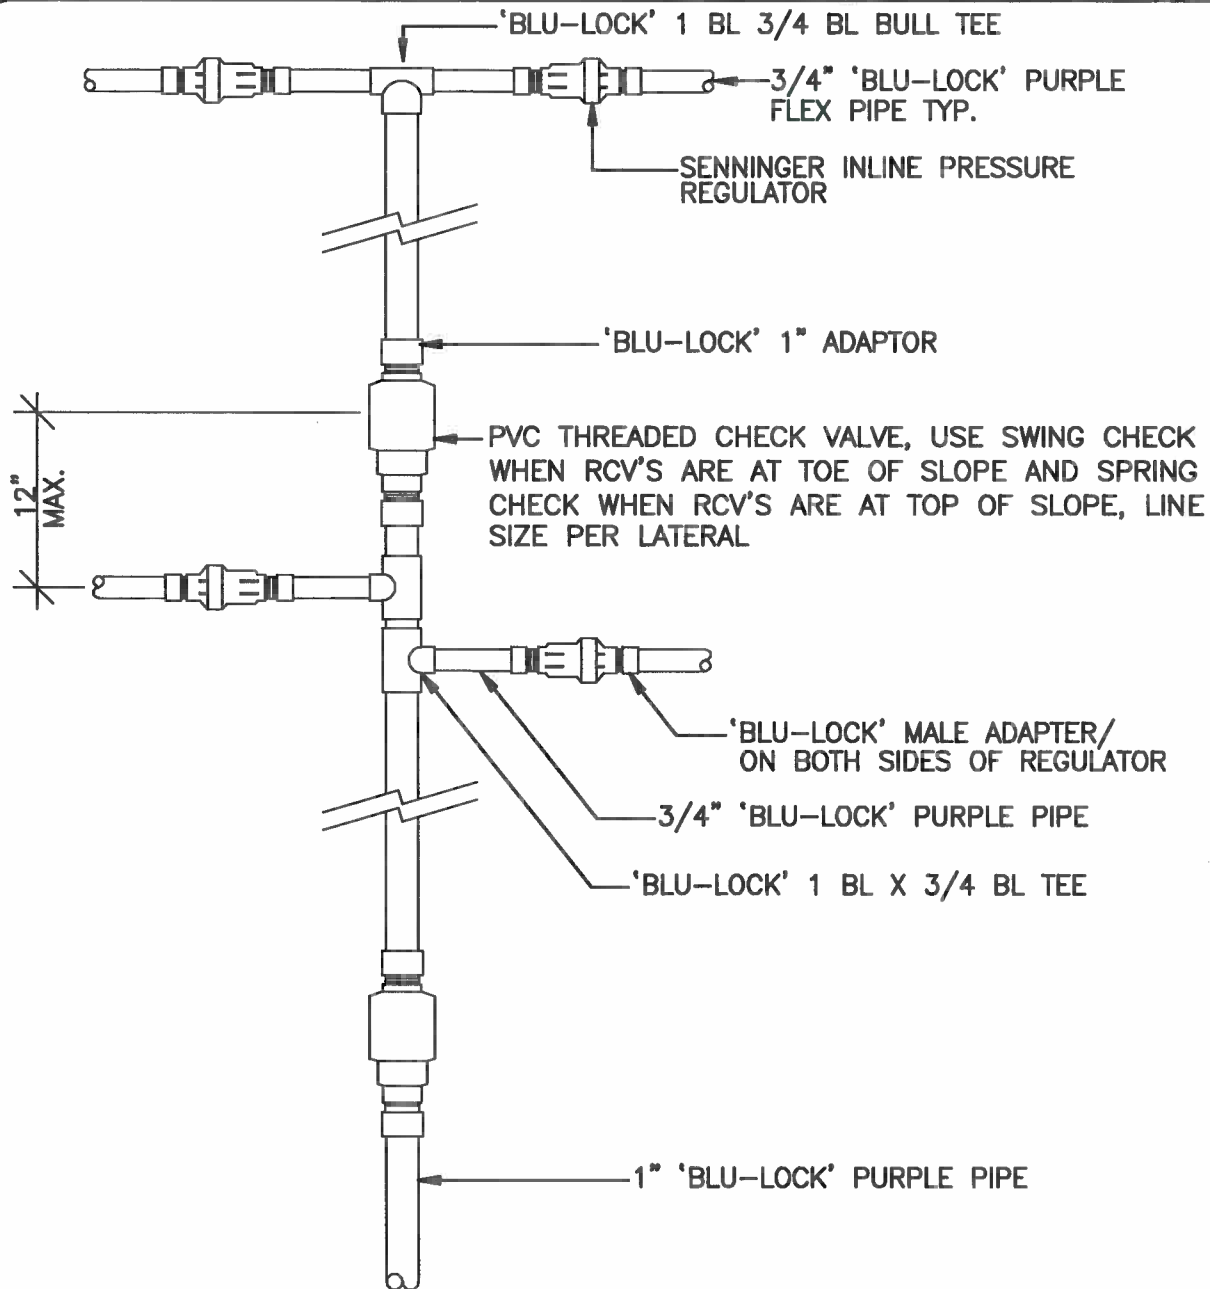 'BLU-LOCK' 1 BL 3/4 BL BULL TEE
3/4" 'BLU-LOCK' PURPLE
FLEX PIPE TYP.
SENNINGER INLINE PRESSURE
REGULATOR
'BLU-LOCK' 1" ADAPTOR
12"
MAX.
PVC THREADED CHECK VALVE, USE SWING CHECK
WHEN RCV'S ARE AT TOE OF SLOPE AND SPRING
CHECK WHEN RCV'S ARE AT TOP OF SLOPE, LINE
SIZE PER LATERAL
'BLU-LOCK' MALE ADAPTER/
ON BOTH SIDES OF REGULATOR
3/4" 'BLU-LOCK' PURPLE PIPE
'BLU-LOCK' 1 BL X 3/4 BL TEE
1" 'BLU-LOCK' PURPLE PIPE